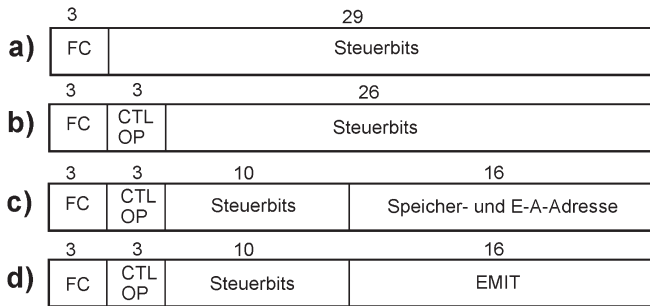 3 29
a) FC Steuerbits
3 3 26
b) FC CTL OP Steuerbits
3 3 10 16
c) FC CTL OP Steuerbits Speicher- und E-A-Adresse
3 3 10 16
d) FC CTL OP Steuerbits EMIT